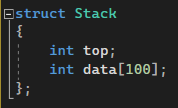 struct Stack
{
    int top;
    int data[100];
};